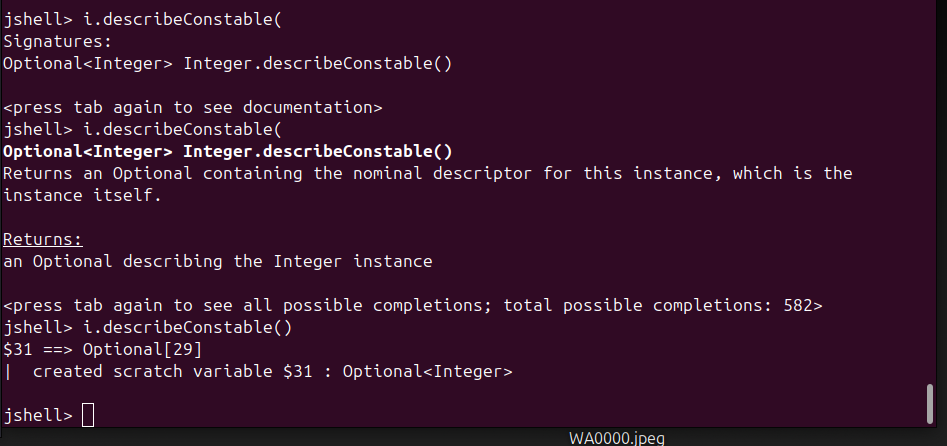 jshell> i.describeConstable(
Signatures:
Optional<Integer> Integer.describeConstable()
<press tab again to see documentation>
jshell> i.describeConstable(
Optional<Integer> Integer.describeConstable()
Returns an Optional containing the nominal descriptor for this instance, which is the
instance itself.
Returns:
an Optional describing the Integer instance
<press tab again to see all possible completions; total possible completions: 582>
jshell> i.describeConstable()
$31 ==> Optional[29]
|  created scratch variable $31 : Optional<Integer>
jshell>
WA0000.jpeg